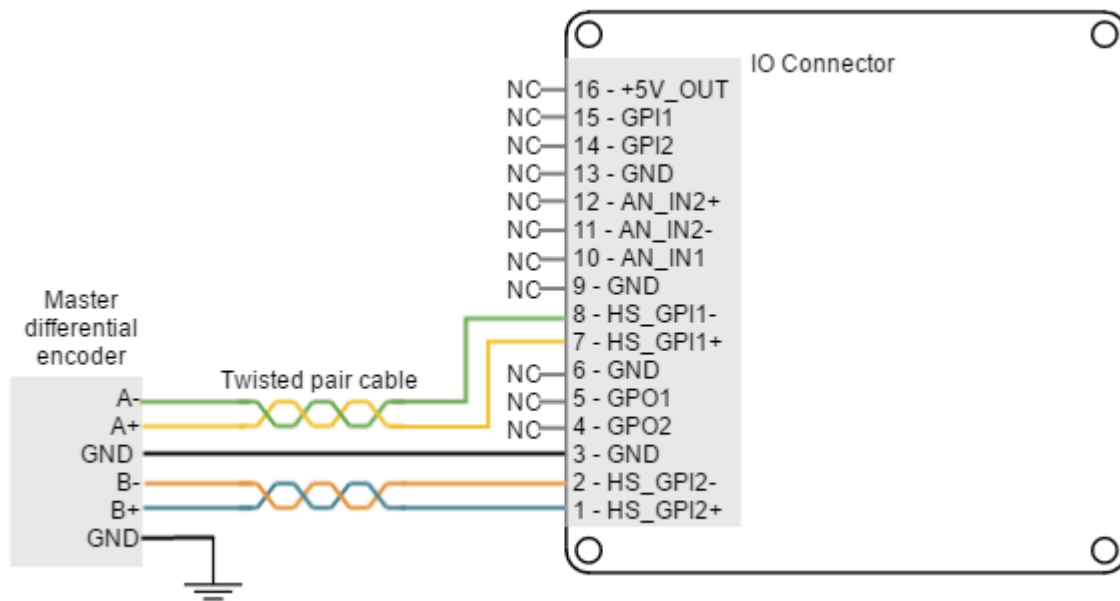 IO Connector
NC 16 - +5V_OUT
NC 15 - GPI1
NC 14 - GPI2
NC 13 - GND
NC 12 - AN_IN2+
NC 11 - AN_IN2-
NC 10 - AN_IN1
NC 9 - GND
8 - HS_GPI1-
7 - HS_GPI1+
NC 6 - GND
NC 5 - GPO1
NC 4 - GPO2
3 - GND
2 - HS_GPI2-
1 - HS_GPI2+
Master
differential
encoder
Twisted pair cable
A-
A+
GND
B-
B+
GND